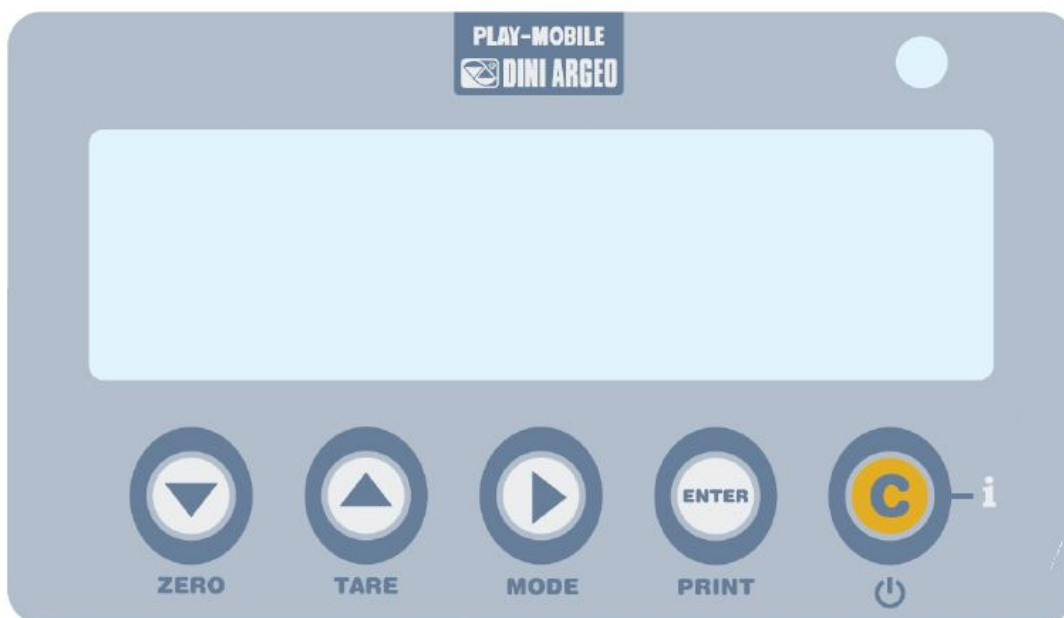 PLAY-MOBILE
DINI ARGEO
ENTER
C
i
ZERO
TARE
MODE
PRINT